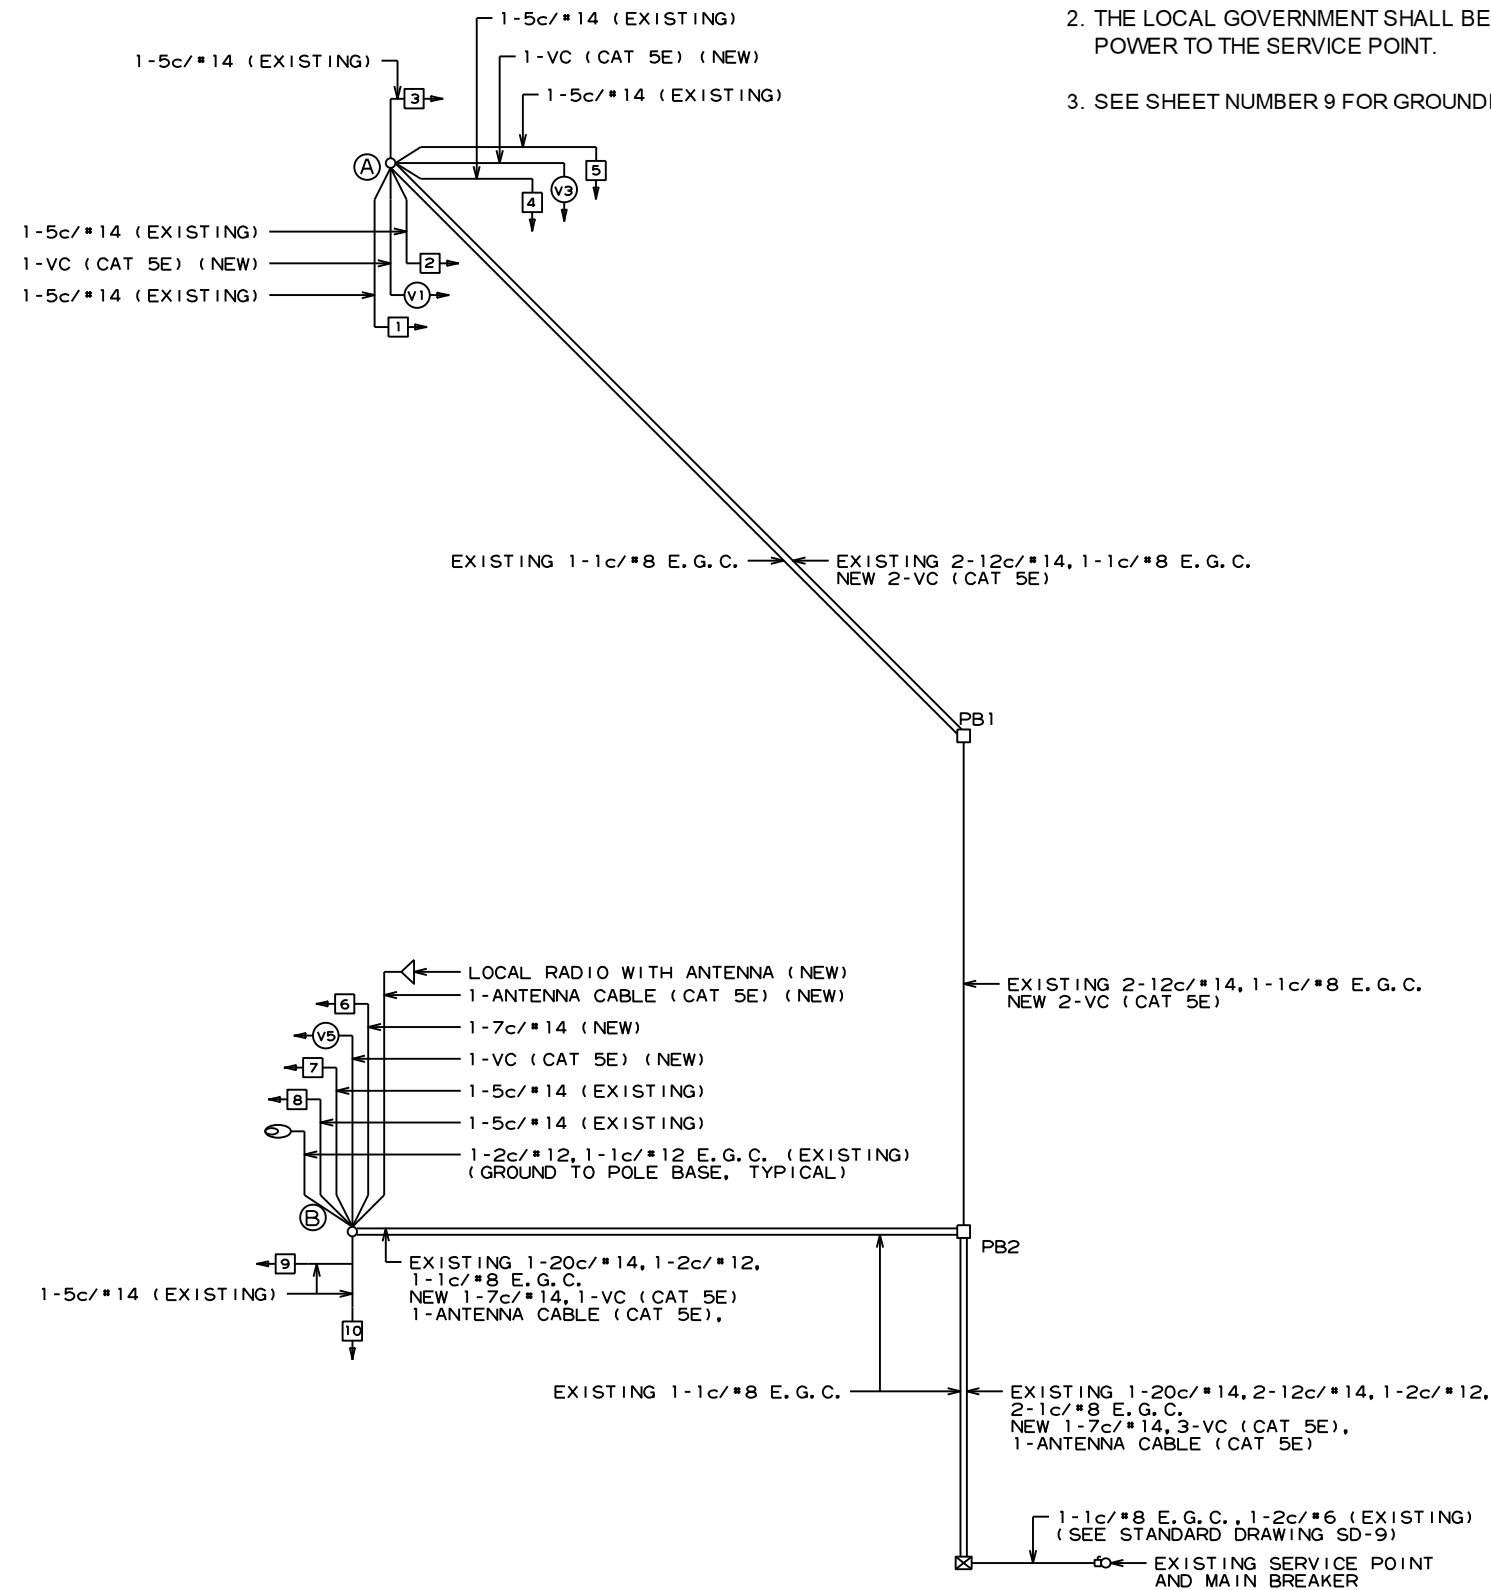 1-5c/#14 (EXISTING)
1-VC (CAT 5E) (NEW)
1-5c/#14 (EXISTING)
1-5c/#14 (EXISTING)
2. THE LOCAL GOVERNMENT SHALL BE
POWER TO THE SERVICE POINT.
3. SEE SHEET NUMBER 9 FOR
3
A
5
V3
4
1-5c/#14 (EXISTING)
1-VC (CAT 5E) (NEW)
1-5c/#14 (EXISTING)
2
V1
1
EXISTING 1-1c/#8 E.G.C.
EXISTING 2-12c/#14, 1-1c/#8 E.G.C.
NEW 2-VC (CAT 5E)
PB1
EXISTING 2-12c/#14, 1-1c/#8 E.G.C.
NEW 2-VC (CAT 5E)
LOCAL RADIO WITH ANTENNA (NEW)
1-ANTENNA CABLE (CAT 5E) (NEW)
6
1-7c/#14 (NEW)
V5
1-VC (CAT 5E) (NEW)
7
1-5c/#14 (EXISTING)
8
1-5c/#14 (EXISTING)
1-2c/#12, 1-1c/#12 E.G.C. (EXISTING)
(GROUND TO POLE BASE, TYPICAL)
B
PB2
9
1-5c/#14 (EXISTING)
10
EXISTING 1-20c/#14, 1-2c/#12,
1-1c/#8 E.G.C.
NEW 1-7c/#14, 1-VC (CAT 5E)
1-ANTENNA CABLE (CAT 5E),
EXISTING 1-1c/#8 E.G.C.
EXISTING 1-20c/#14, 2-12c/#14, 1-2c/#12,
2-1c/#8 E.G.C.
NEW 1-7c/#14, 3-VC (CAT 5E),
1-ANTENNA CABLE (CAT 5E)
1-1c/#8 E.G.C., 1-2c/#6 (EXISTING)
(SEE STANDARD DRAWING SD-9)
EXISTING SERVICE POINT
AND MAIN BREAKER